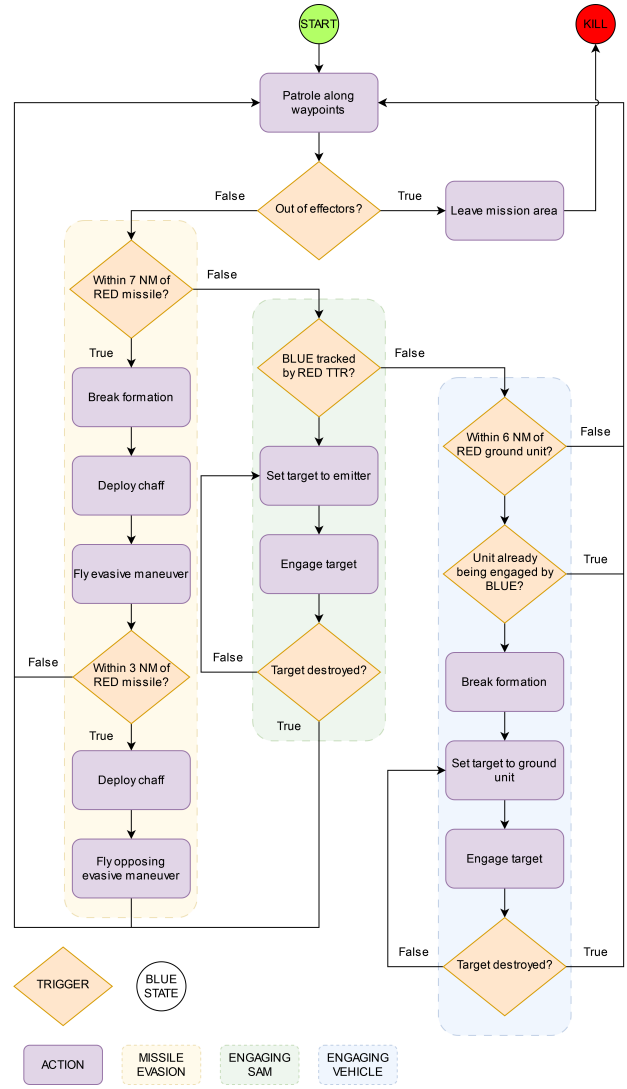 START
KILL
Patrole along
waypoints
Out of effectors?
False
True
Leave mission area
Within 7 NM of
RED missile?
False
True
BLUE tracked
by RED TTR?
False
Break formation
Within 6 NM of
RED ground unit?
False
Deploy chaff
Set target to emitter
Fly evasive maneuver
Engage target
Unit already
being engaged by
BLUE?
True
Within 3 NM of
RED missile?
False
True
Target destroyed?
False
True
Break formation
Deploy chaff
Set target to ground
unit
Fly opposing
evasive maneuver
Engage target
Target destroyed?
False
True
TRIGGER
BLUE
STATE
ACTION
MISSILE
EVASION
ENGAGING
SAM
ENGAGING
VEHICLE